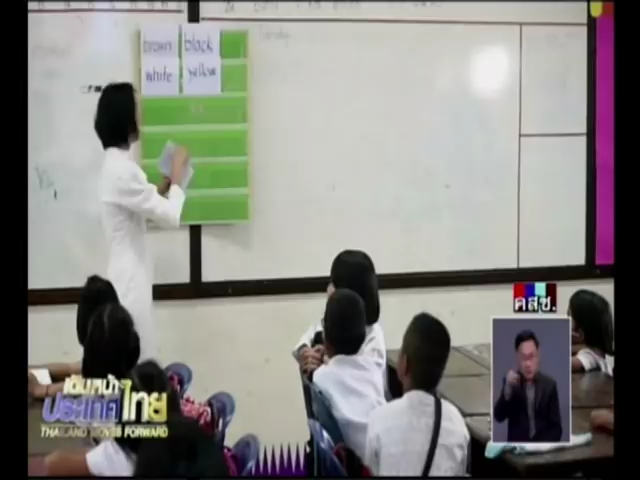 brown black
white yellow
คสช.
เดินหน้า
ประเทศไทย
THAILAND MOVES FORWARD